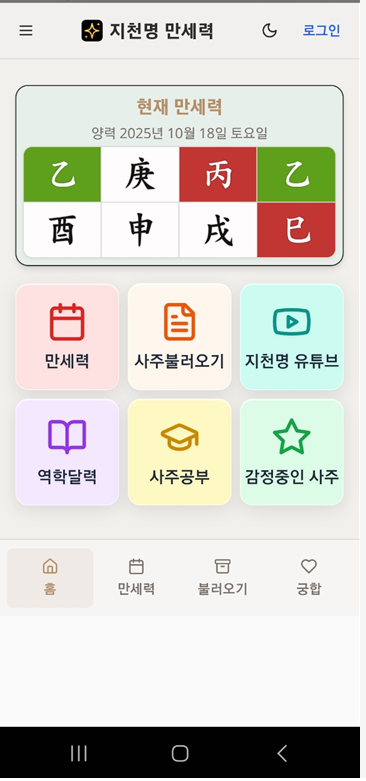 지천명 만세력
로그인
현재 만세력
양력 2025년 10월 18일 토요일
乙 庚 丙 乙
酉 申 戌 巳
만세력 사주불러오기 지천명 유튜브
역학달력 사주공부 감정중인 사주
홈 만세력 불러오기 궁합